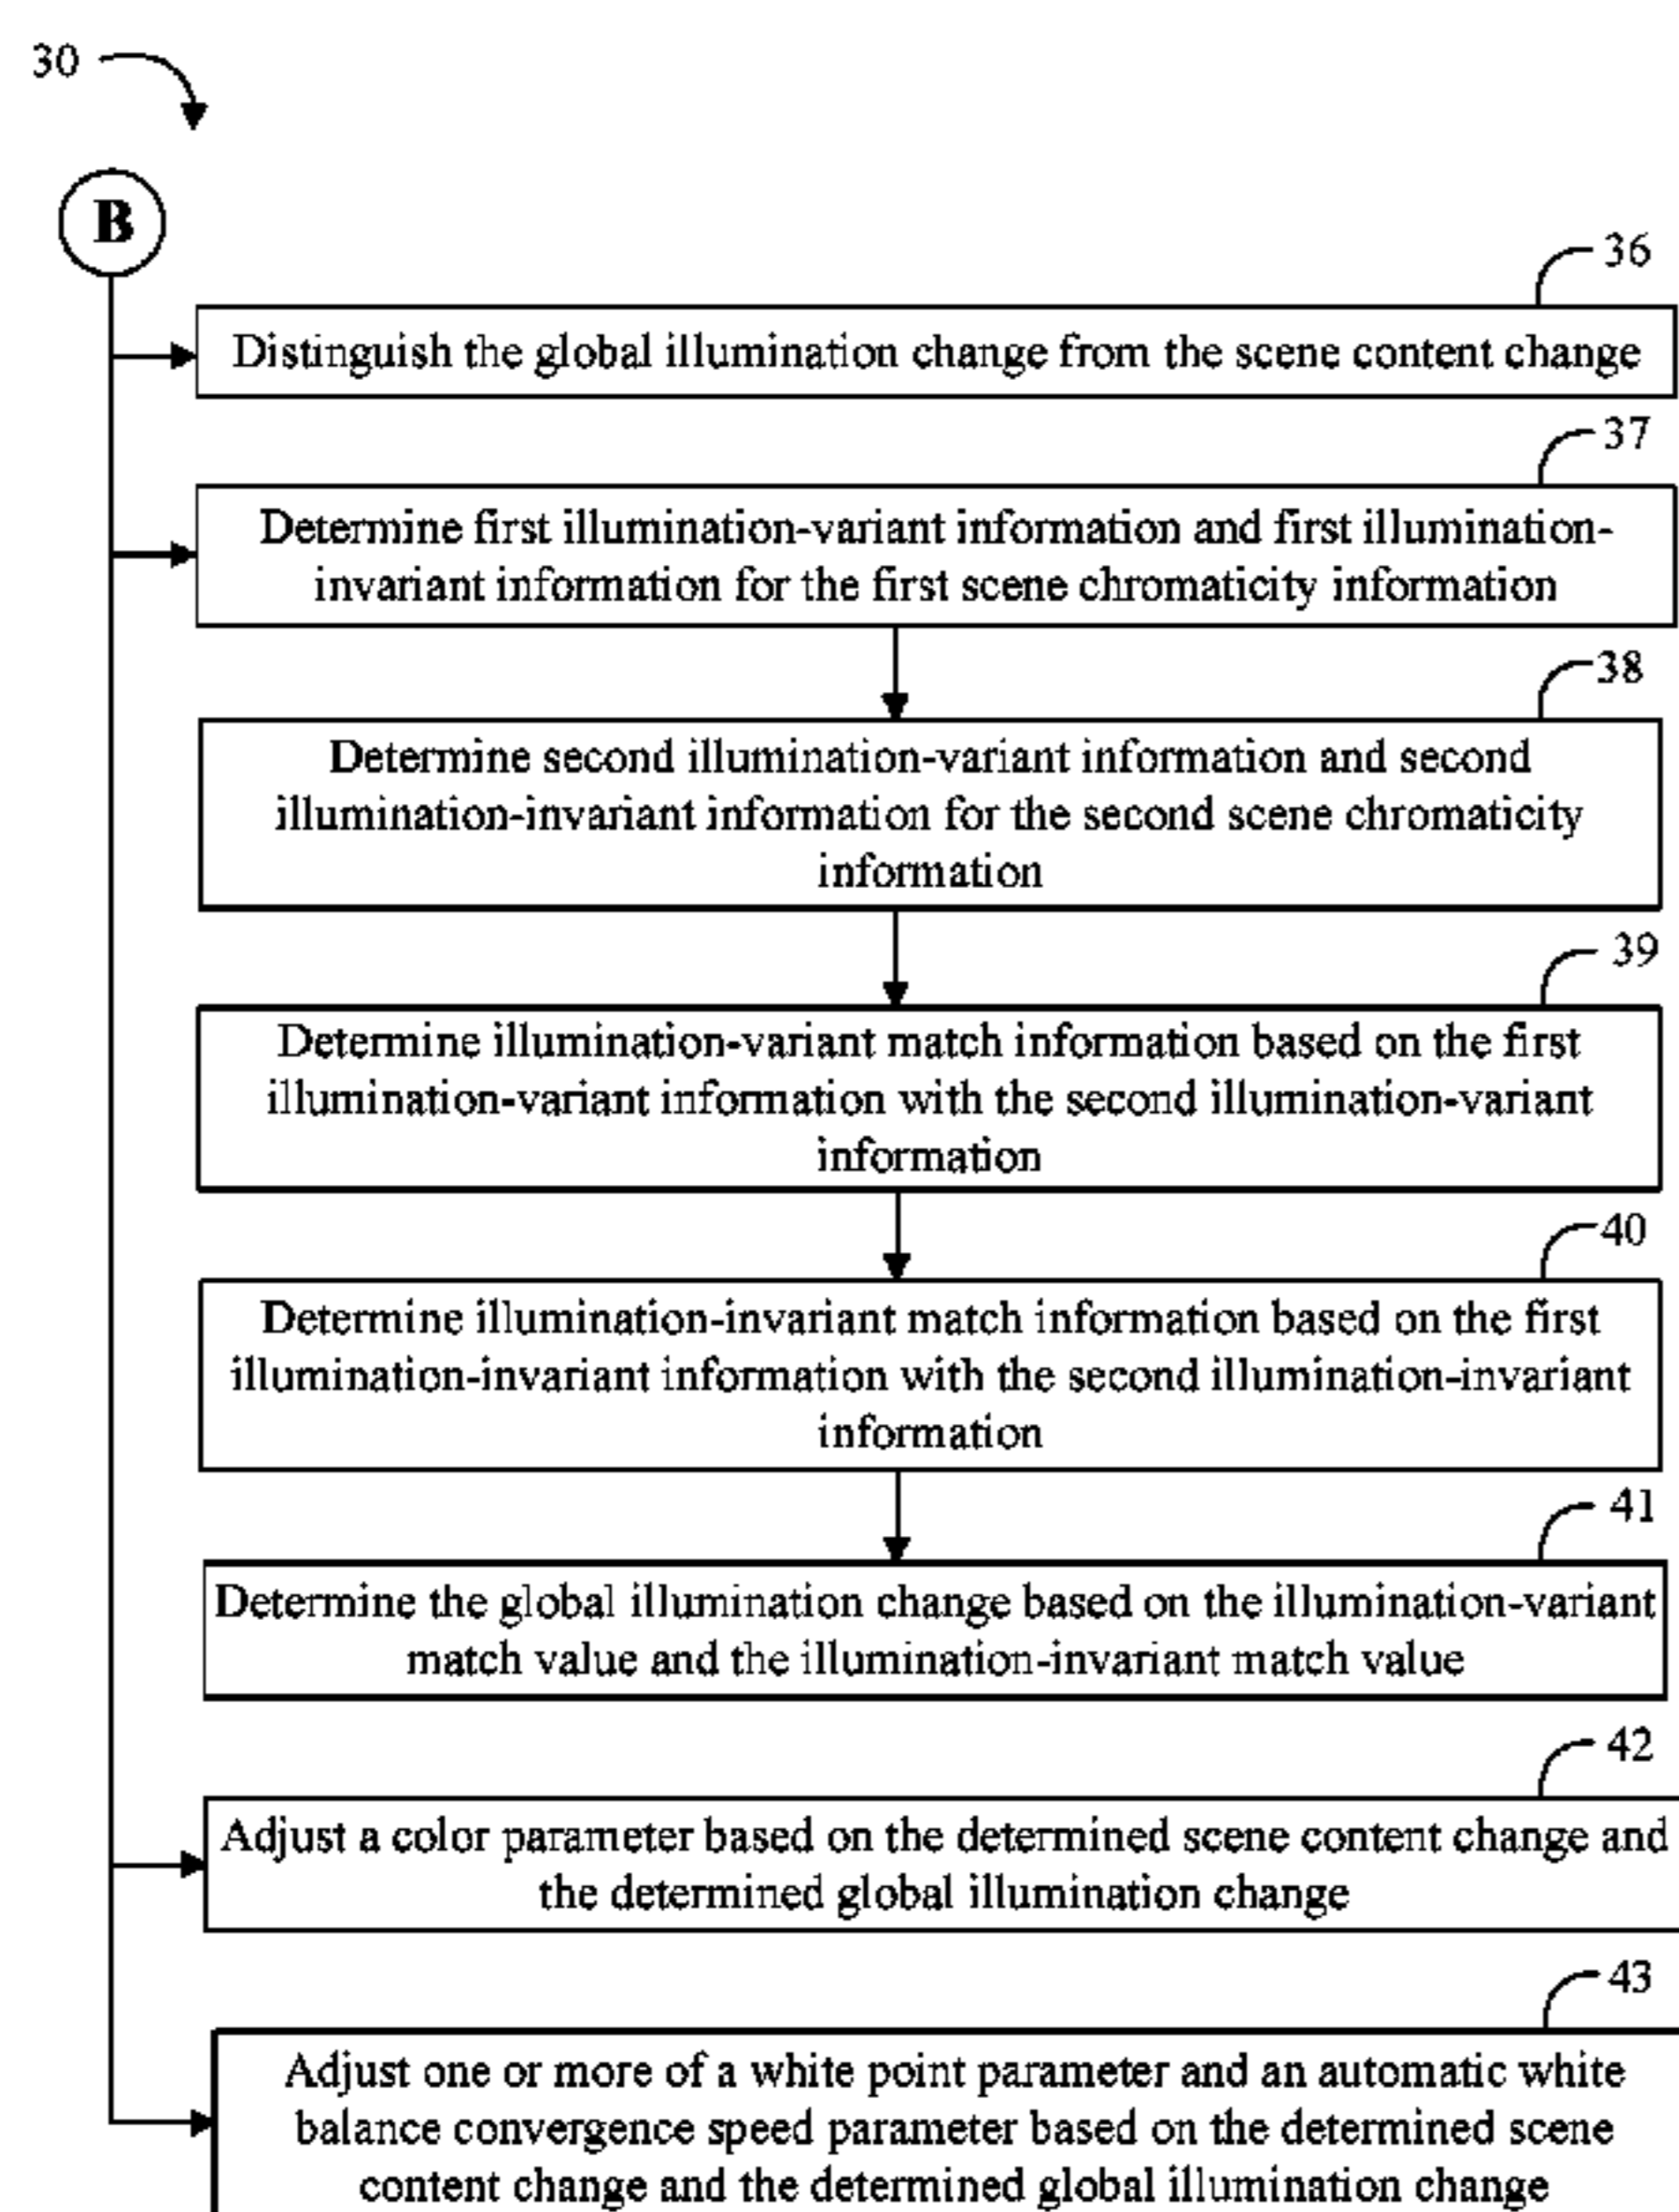 30
B
36
Distinguish the global illumination change from the scene content change
37
Determine first illumination-variant information and first illumination-
invariant information for the first scene chromaticity information
38
Determine second illumination-variant information and second
illumination-invariant information for the second scene chromaticity
information
39
Determine illumination-variant match information based on the first
illumination-variant information with the second illumination-variant
information
40
Determine illumination-invariant match information based on the first
illumination-invariant information with the second illumination-invariant
information
41
Determine the global illumination change based on the illumination-variant
match value and the illumination-invariant match value
42
Adjust a color parameter based on the determined scene content change and
the determined global illumination change
43
Adjust one or more of a white point parameter and an automatic white
balance convergence speed parameter based on the determined scene
content change and the determined global illumination change